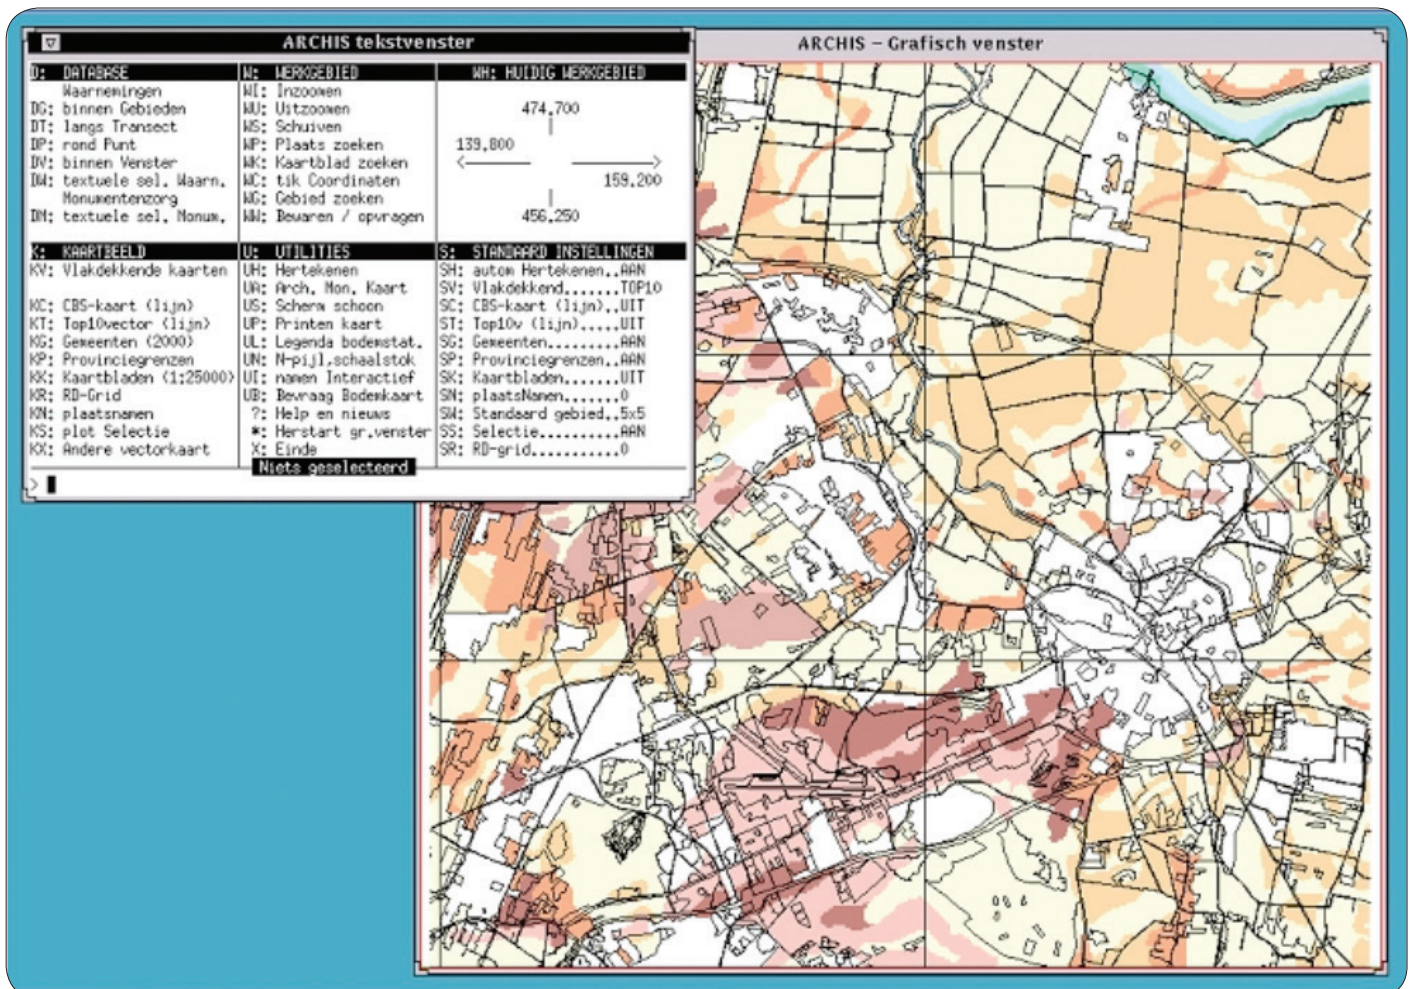 ARCHIS tekstvenster
ARCHIS – Grafisch venster
D: DATABASE
Waarnemingen
DG: binnen Gebieden
DT: langs Transect
DP: rond Punt
DV: binnen Venster
DW: textuele sel. Waarn.
Monumentenzorg
DM: textuele sel. Monum.
W: WERKGEBIED
WI: Inzoomen
WU: Uitzoomen
WS: Schuiven
WP: Plaats zoeken
WK: Kaartblad zoeken
WC: tik Coordinaten
WG: Gebied zoeken
WW: Bewaren / opvragen
WH: HUIDIG WERKGEBIED
474,700
139,800
159,200
456,250
K: KAARTBEELD
KV: Vlakdekkende kaarten
KC: CBS-kaart (lijn)
KT: Top10vector (lijn)
KG: Gemeenten (2000)
KP: Provinciegrenzen
KK: Kaartbladen (1:25000)
KR: RD-Grid
KN: plaatsnamen
KS: plot Selectie
KX: Andere vectorkaart
U: UTILITIES
UH: Hertekenen
UA: Arch. Mon. Kaart
US: Scherm schoon
UP: Printen kaart
UL: Legenda bodemstat.
UN: N-pijl,schaalstok
UI: namen Interactief
UB: Bevraag Bodemkaart
?: Help en nieuws
*: Herstart gr.venster
X: Einde
S: STANDAARD INSTELLINGEN
SH: autom Hertekenen..AAN
SV: Vlakdekkend.......TOP10
SC: CBS-kaart (lijn)..UIT
ST: Top10v (lijn).....UIT
SG: Gemeenten.........AAN
SP: Provinciegrenzen..AAN
SK: Kaartbladen.......UIT
SN: plaatsNamen.......0
SW: Standaard gebied..5x5
SS: Selectie..........AAN
SR: RD-grid...........0
Niets geselecteerd
>